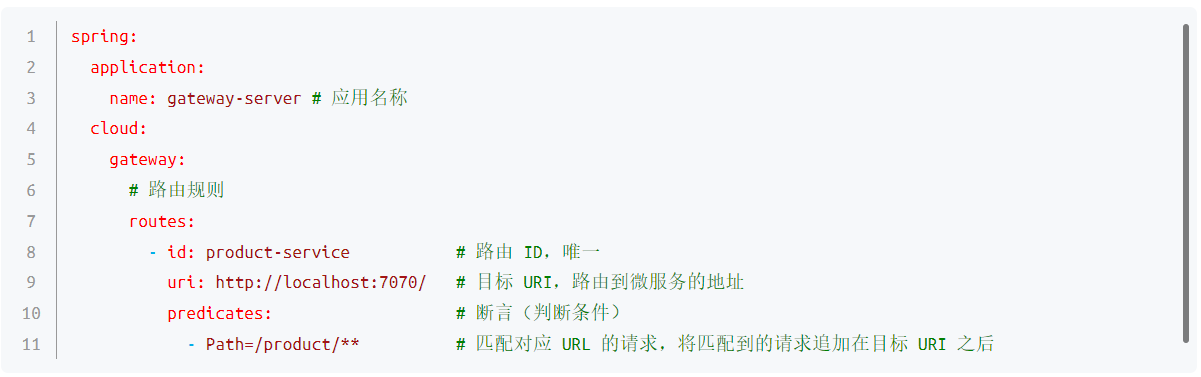 1 spring:
2   application:
3     name: gateway-server # 应用名称
4   cloud:
5     gateway:
6       # 路由规则
7       routes:
8         - id: product-service           # 路由 ID，唯一
9           uri: http://localhost:7070/   # 目标 URI，路由到微服务的地址
10           predicates:                   # 断言（判断条件）
11             - Path=/product/**          # 匹配对应 URL 的请求，将匹配到的请求追加在目标 URI 之后